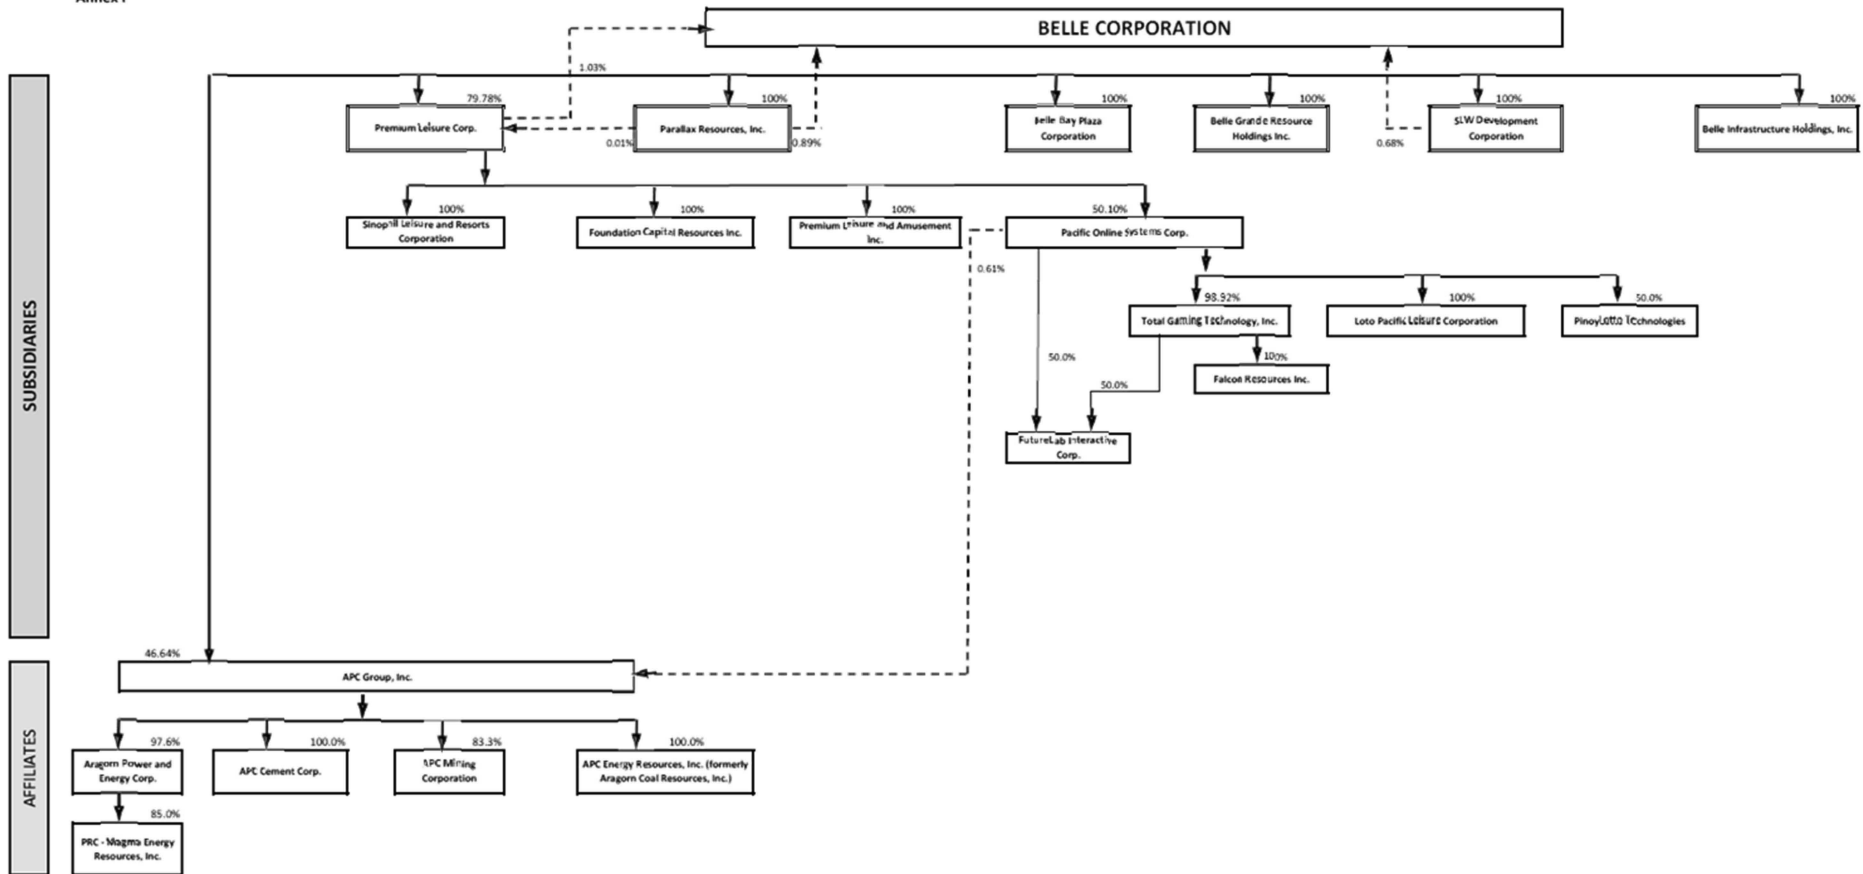 BELLE CORPORATION
1.03%
79.78%
100%
100%
100%
100%
100%
Premium Leisure Corp.
Parallax Resources, Inc.
Belle Bay Plaza
Corporation
Belle Grande Resource
Holdings Inc.
SLW Development
Corporation
Belle Infrastructure Holdings, Inc.
0.01%
0.89%
0.68%
100%
100%
100%
50.10%
Sinophil Leisure and Resorts
Corporation
Foundation Capital Resources Inc.
Premium Leisure and Amusement
Inc.
Pacific Online Systems Corp.
0.61%
98.92%
100%
50.0%
Total Gaming Technology, Inc.
Loto Pacific Leisure Corporation
PinoyLotto Technologies
50.0%
100%
50.0%
Falcon Resources Inc.
FutureLab Interactive
Corp.
SUBSIDIARIES
46.64%
APC Group, Inc.
97.6%
100.0%
83.3%
100.0%
Aragorn Power and
Energy Corp.
APC Cement Corp.
APC Mining
Corporation
APC Energy Resources, Inc. (formerly
Aragorn Coal Resources, Inc.)
85.0%
PRC - Magma Energy
Resources, Inc.
AFFILIATES